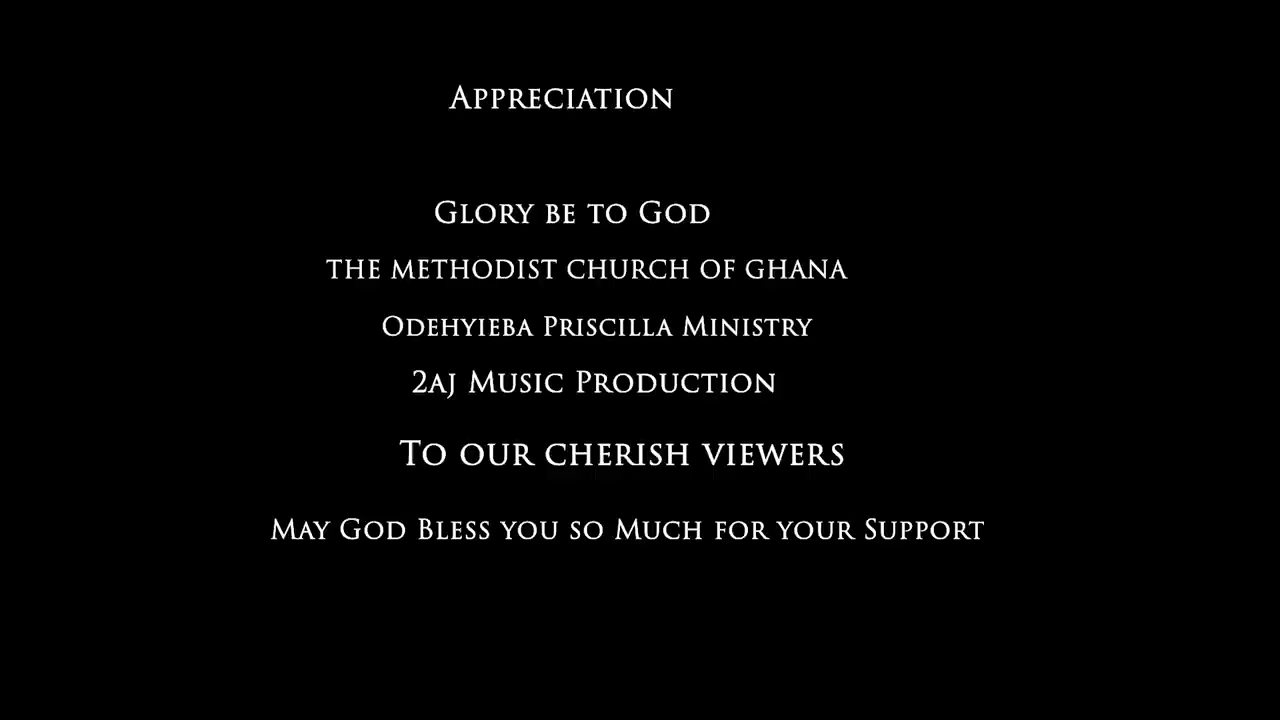 Appreciation
Glory be to God
THE METHODIST CHURCH OF GHANA
Odehyieba Priscilla Ministry
2aj Music Production
To our cherish viewers
May God Bless you so Much for your Support